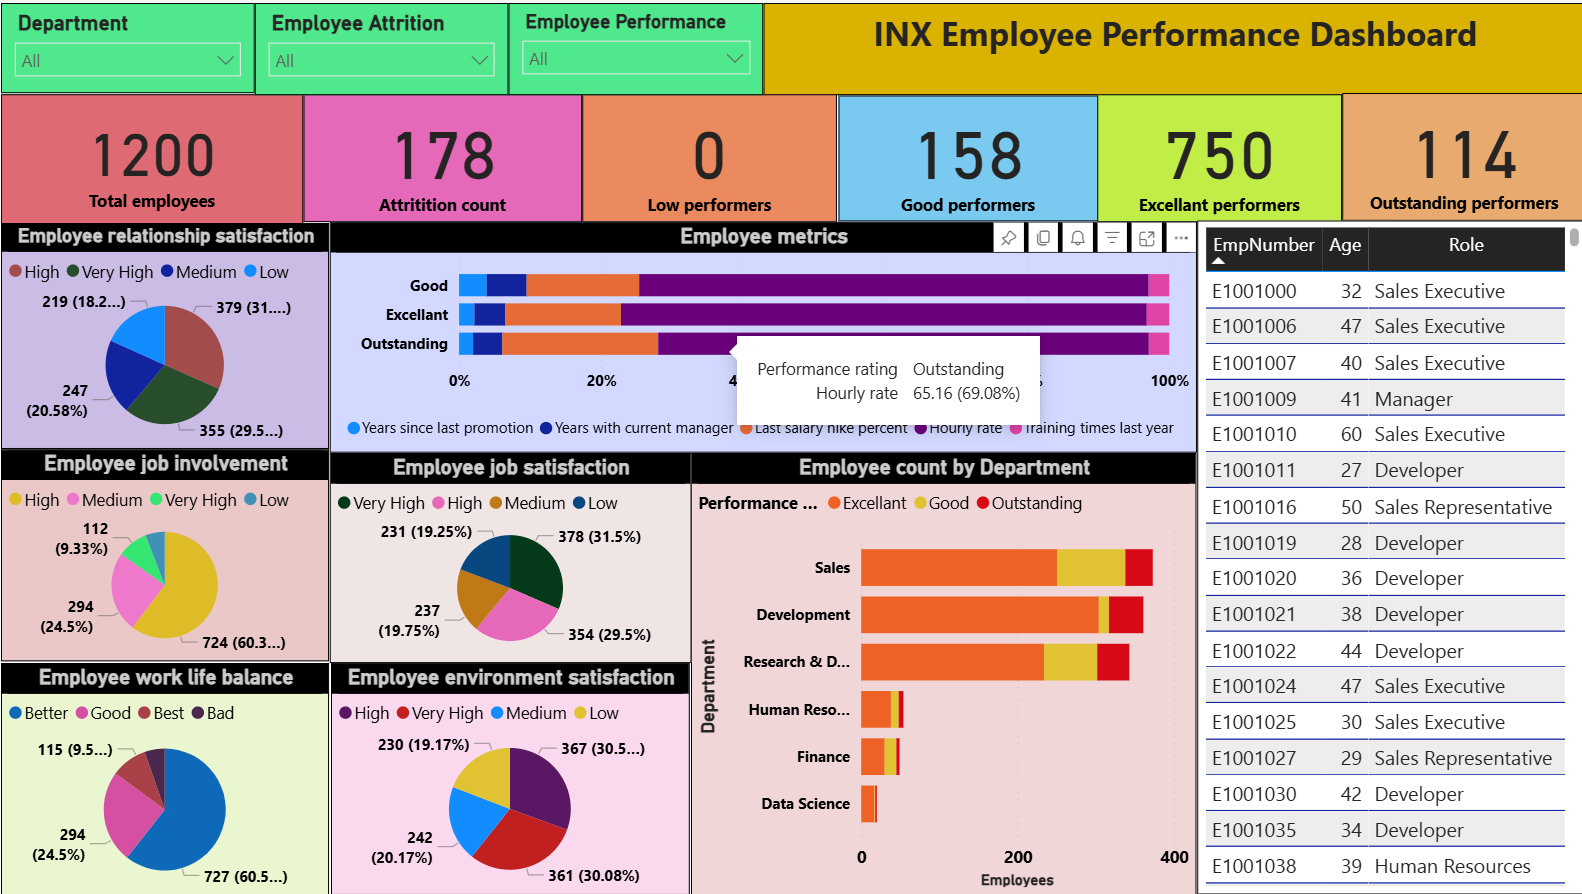 Department
All
Employee Attrition
All
Employee Performance
All
INX Employee Performance Dashboard
1200
Total employees
178
Attritition count
0
Low performers
158
Good performers
750
Excellant performers
114
Outstanding performers
Employee relationship satisfaction
High Very High Medium Low
219 (18.2...)
379 (31....)
247
(20.58%)
355 (29.5...)
Employee metrics
Good
Excellant
Outstanding
0% 20% 4 % 100%
Performance rating Outstanding
Hourly rate 65.16 (69.08%)
Years since last promotion Years with current manager Last salary hike percent Hourly rate Training times last year
Employee job involvement
High Medium Very High Low
112
(9.33%)
294
(24.5%)
724 (60.3...)
Employee job satisfaction
Very High High Medium Low
231 (19.25%)
378 (31.5%)
237
(19.75%)
354 (29.5%)
Employee work life balance
Better Good Best Bad
115 (9.5...)
294
(24.5%)
727 (60.5...)
Employee environment satisfaction
High Very High Medium Low
230 (19.17%)
367 (30.5...)
242
(20.17%)
361 (30.08%)
Employee count by Department
Performance ... Excellant Good Outstanding
Department
Sales
Development
Research & D...
Human Reso...
Finance
Data Science
0 200 400
Employees
EmpNumber Age Role
E1001000 32 Sales Executive
E1001006 47 Sales Executive
E1001007 40 Sales Executive
E1001009 41 Manager
E1001010 60 Sales Executive
E1001011 27 Developer
E1001016 50 Sales Representative
E1001019 28 Developer
E1001020 36 Developer
E1001021 38 Developer
E1001022 44 Developer
E1001024 47 Sales Executive
E1001025 30 Sales Executive
E1001027 29 Sales Representative
E1001030 42 Developer
E1001035 34 Developer
E1001038 39 Human Resources